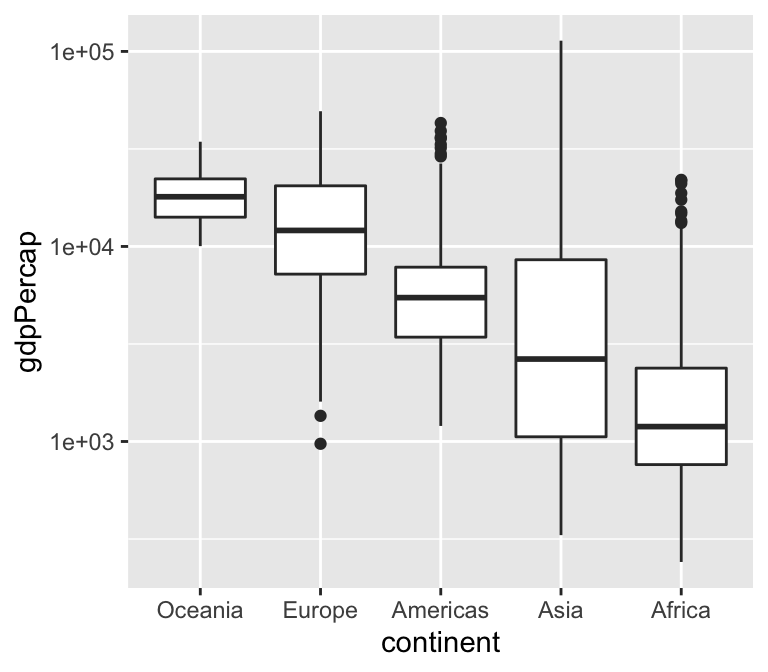 1e+05
1e+04
1e+03
gdpPercap
Oceania Europe Americas Asia Africa
continent